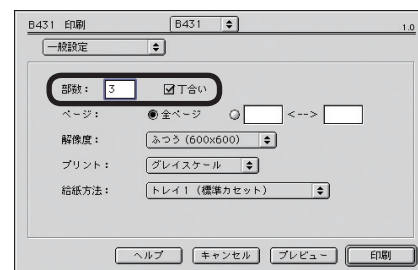 B431 印刷 B431 1.0
一般設定
部数： 3 丁合い
ページ： 全ページ <-->
解像度： ふつう (600x600)
プリント： グレイスケール
給紙方法： トレイ1 (標準カセット)
ヘルプ キャンセル プレビュー 印刷